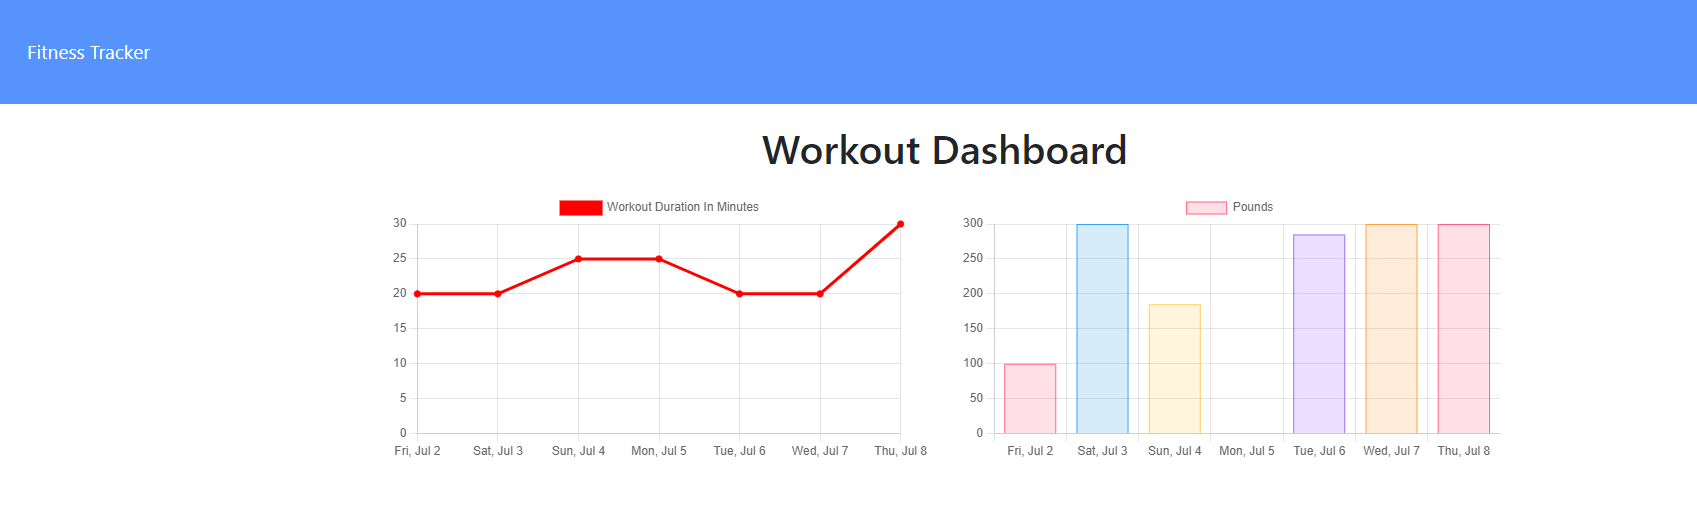 Fitness Tracker
Workout Dashboard
Workout Duration In Minutes
30
25
20
15
10
5
0
Fri, Jul 2 Sat, Jul 3 Sun, Jul 4 Mon, Jul 5 Tue, Jul 6 Wed, Jul 7 Thu, Jul 8
Pounds
300
250
200
150
100
50
0
Fri, Jul 2 Sat, Jul 3 Sun, Jul 4 Mon, Jul 5 Tue, Jul 6 Wed, Jul 7 Thu, Jul 8